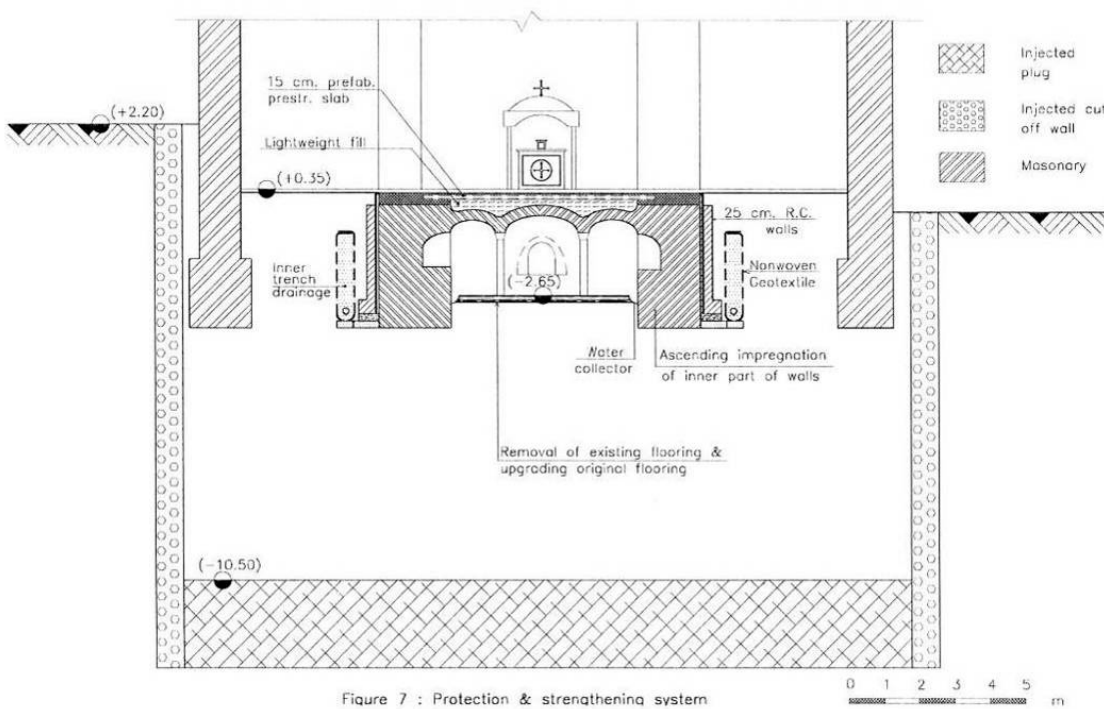 15 cm. prefab.
prestr. slab
Lightweight fill
(+2.20)
(+0.35)
Injected
plug
Injected cut
off wall
Masonary
25 cm. R.C.
walls
Inner
trench
drainage
(-2.65)
Nonwoven
Geotextile
Water
collector
Ascending impregnation
of inner part of walls
Removal of existing flooring &
upgrading original flooring
(-10.50)
Figure 7 : Protection & strengthening system
0 1 2 3 4 5
m